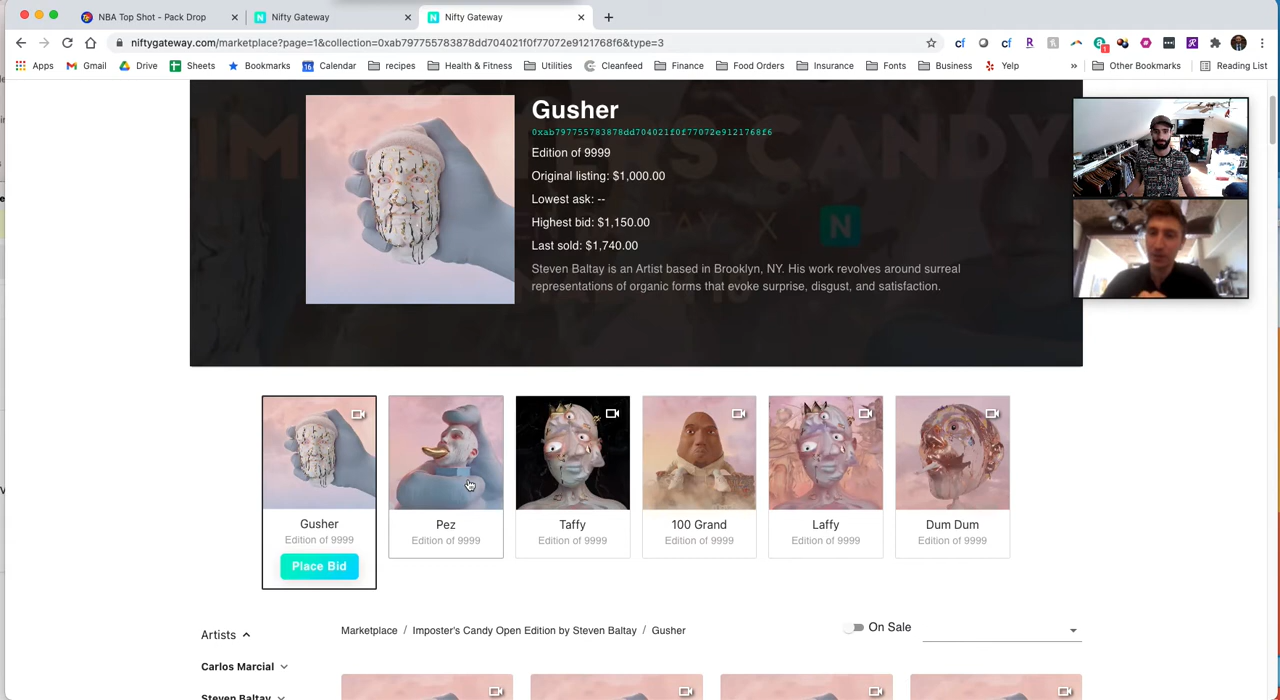 NBA Top Shot - Pack Drop
Nifty Gateway
Nifty Gateway
niftygateway.com/marketplace?page=1&collection=0xab797755783878dd704021f0f77072e9121768f6&type=3
Apps
Gmail
Drive
Sheets
Bookmarks
16
Calendar
recipes
Health & Fitness
Utilities
Cleanfeed
Finance
Food Orders
Insurance
Fonts
Business
Yelp
»
Other Bookmarks
Reading List
Gusher
0xab797755783878dd704021f0f77072e9121768f6
Edition of 9999
Original listing: $1,000.00
Lowest ask: --
Highest bid: $1,150.00
Last sold: $1,740.00
Steven Baltay is an Artist based in Brooklyn, NY. His work revolves around surreal
representations of organic forms that evoke surprise, disgust, and satisfaction.
Gusher
Edition of 9999
Place Bid
Pez
Edition of 9999
Taffy
Edition of 9999
100 Grand
Edition of 9999
Laffy
Edition of 9999
Dum Dum
Edition of 9999
Artists
Marketplace / Imposter's Candy Open Edition by Steven Baltay / Gusher
On Sale
Carlos Marcial
Steven Baltay